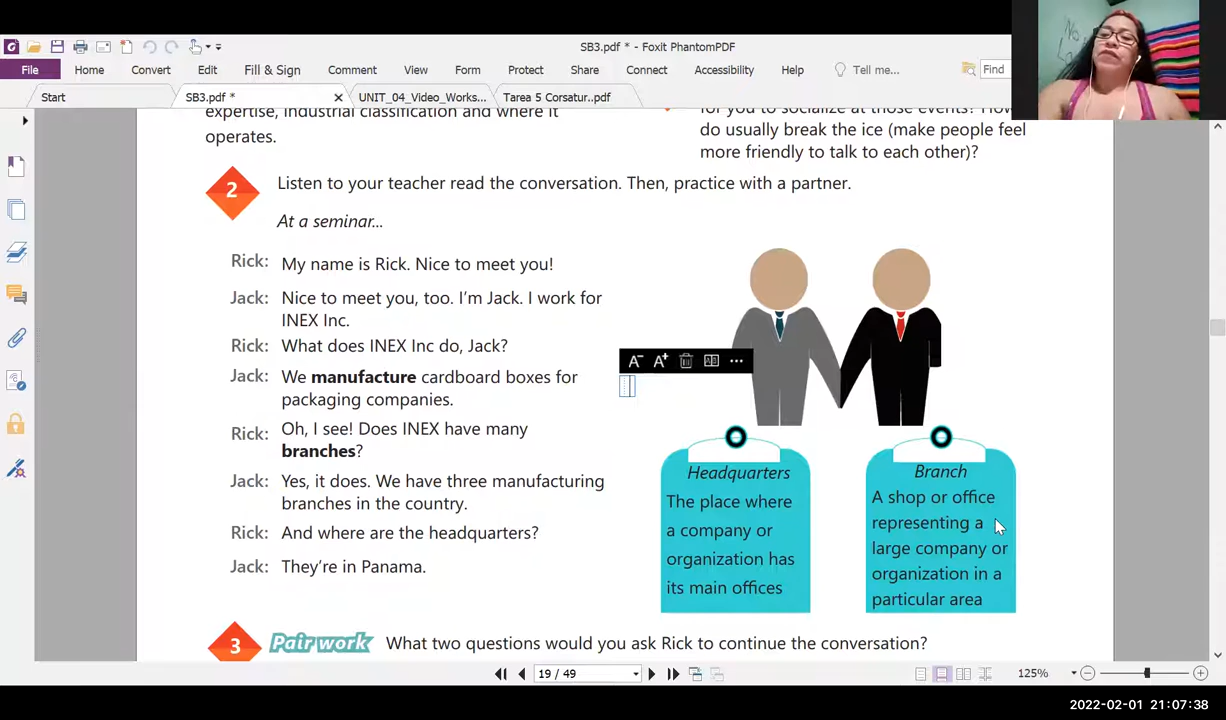 SB3.pdf * - Foxit PhantomPDF
File Home Convert Edit Fill & Sign Comment View Form Protect Share Connect Accessibility Help Tell me... Find
Start SB3.pdf * UNIT_04_Video_Works... Tarea 5 Corsatur....pdf
expertise, industrial classification and where it
operates.
for you to socialize at those events? How
do usually break the ice (make people feel
more friendly to talk to each other)?
2 Listen to your teacher read the conversation. Then, practice with a partner.
At a seminar...
Rick: My name is Rick. Nice to meet you!
Jack: Nice to meet you, too. I'm Jack. I work for
INEX Inc.
Rick: What does INEX Inc do, Jack?
Jack: We manufacture cardboard boxes for
packaging companies.
Rick: Oh, I see! Does INEX have many
branches?
Jack: Yes, it does. We have three manufacturing
branches in the country.
Rick: And where are the headquarters?
Jack: They're in Panama.
Headquarters
The place where
a company or
organization has
its main offices
Branch
A shop or office
representing a
large company or
organization in a
particular area
3 Pair work What two questions would you ask Rick to continue the conversation?
19 / 49
125%
2022-02-01 21:07:38